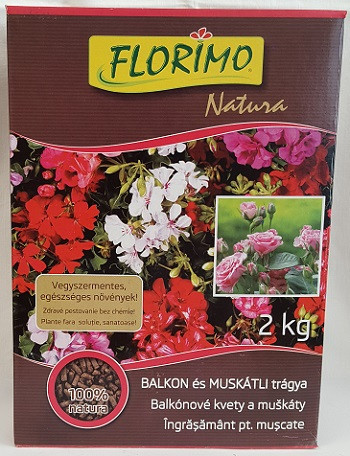 FLORIMO®
Natura
Vegyszermentes,
egészséges növények!
Zdravé pestovanie bez chemie!
Plante fara soluție, sanatoase!
2 kg
100%
natura
BALKON és MUSKÁTLI trágya
Balkónové kvety a muškáty
Îngrășământ pt. mușcate